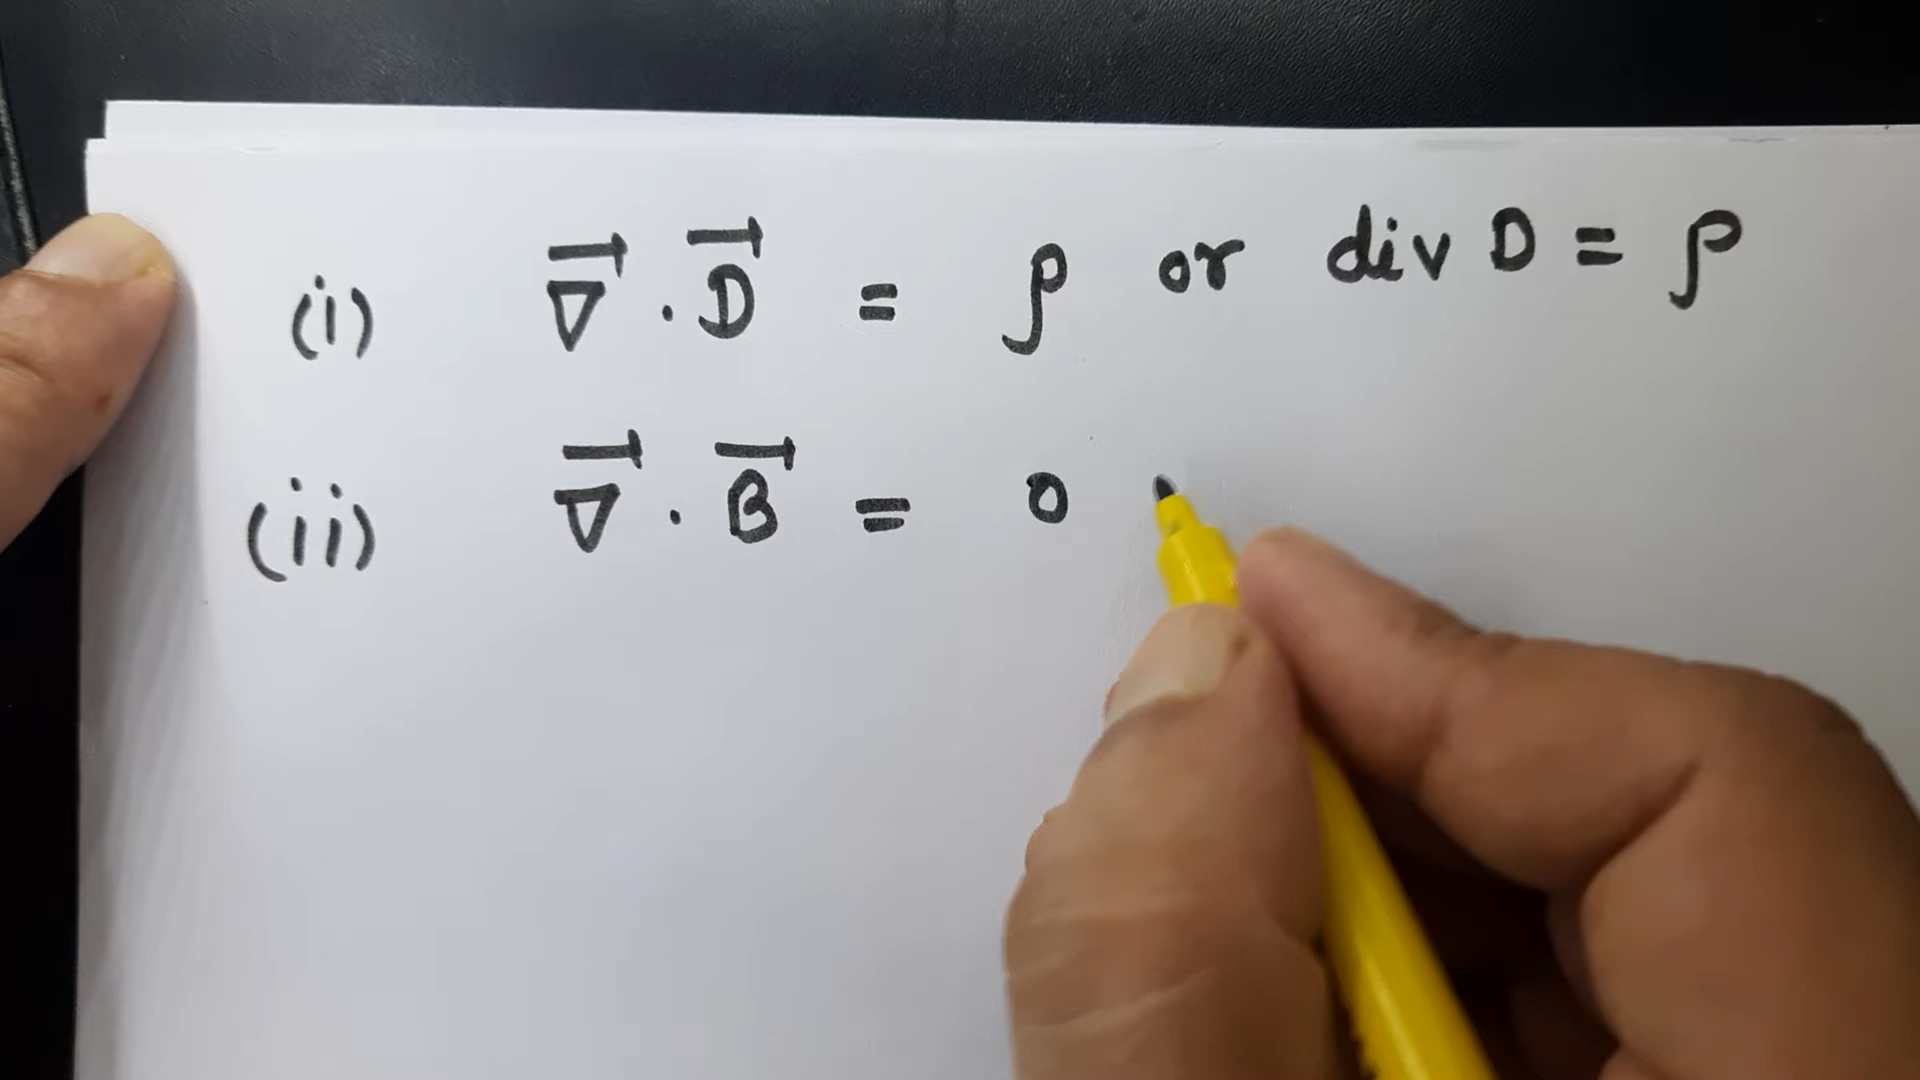 (i) ∇⃗ . D⃗ = ρ or div D = ρ
(ii) ∇⃗ . B⃗ = 0